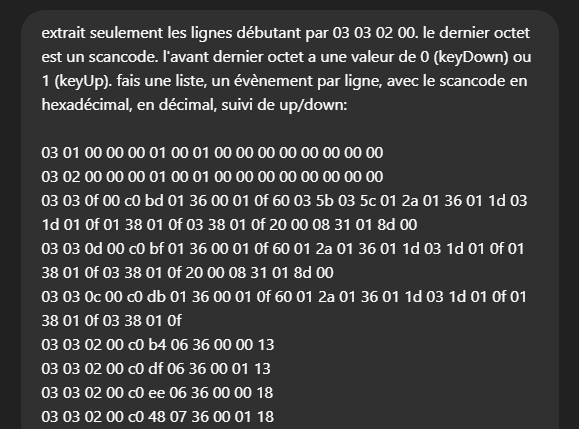 extrait seulement les lignes débutant par 03 03 02 00. le dernier octet
est un scancode. l'avant dernier octet a une valeur de 0 (keyDown) ou
1 (keyUp). fais une liste, un évènement par ligne, avec le scancode en
hexadécimal, en décimal, suivi de up/down:
03 01 00 00 00 01 00 01 00 00 00 00 00 00 00 00
03 02 00 00 00 01 00 01 00 00 00 00 00 00 00 00
03 03 0f 00 c0 bd 01 36 00 01 0f 60 03 5b 03 5c 01 2a 01 36 01 1d 03
1d 01 0f 01 38 01 0f 03 38 01 0f 20 00 08 31 01 8d 00
03 03 0d 00 c0 bf 01 36 00 01 0f 60 01 2a 01 36 01 1d 03 1d 01 0f 01
38 01 0f 03 38 01 0f 20 00 08 31 01 8d 00
03 03 0c 00 c0 db 01 36 00 01 0f 60 01 2a 01 36 01 1d 03 1d 01 0f 01
38 01 0f 03 38 01 0f
03 03 02 00 c0 b4 06 36 00 00 13
03 03 02 00 c0 df 06 36 00 01 13
03 03 02 00 c0 ee 06 36 00 00 18
03 03 02 00 c0 48 07 36 00 01 18